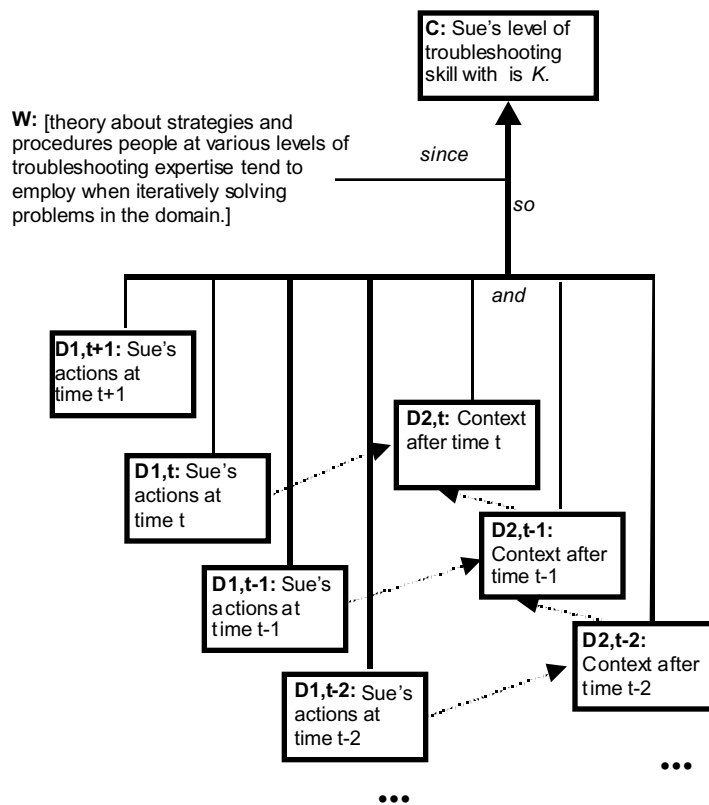 C: Sue's level of
troubleshooting
skill with is K.
W: [theory about strategies and
procedures people at various levels of
troubleshooting expertise tend to
employ when iteratively solving
problems in the domain.]
since
so
and
D1,t+1: Sue's
actions at
time t+1
D2,t: Context
after time t
D1,t: Sue's
actions at
time t
D2,t-1:
Context after
time t-1
D1,t-1: Sue's
actions at
time t-1
D2,t-2:
Context after
time t-2
D1,t-2: Sue's
actions at
time t-2
•••
•••